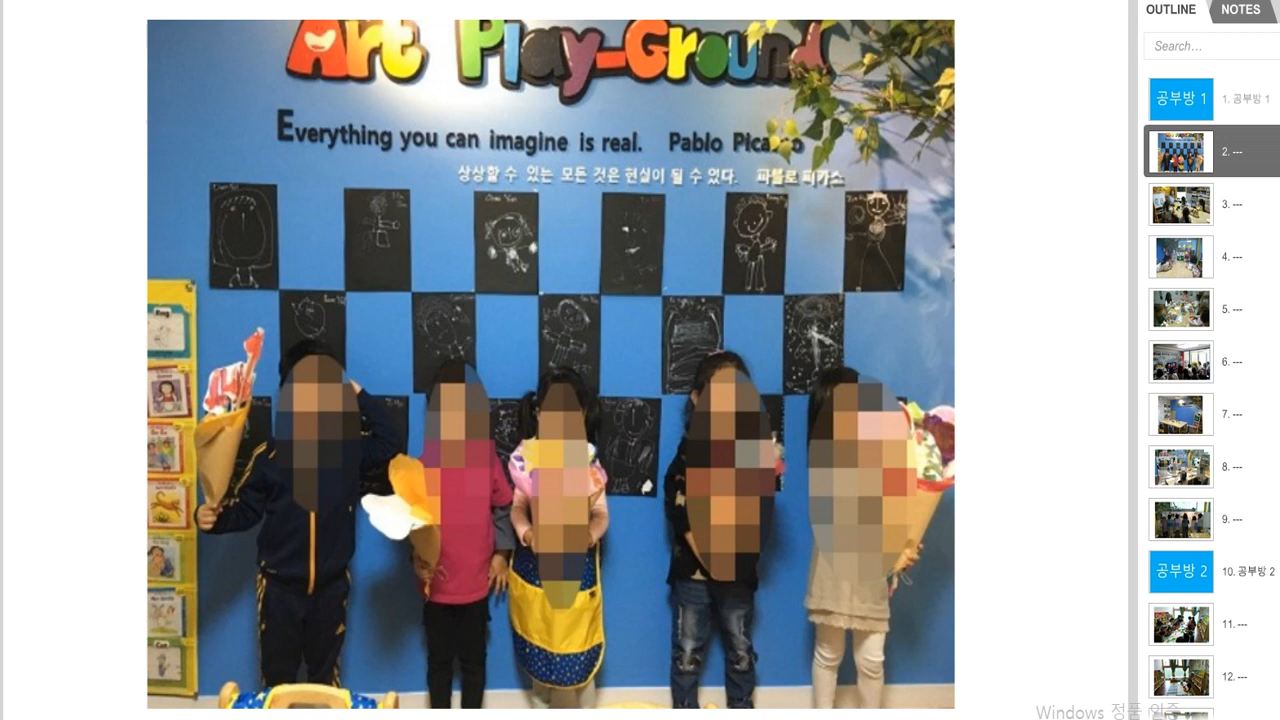 OUTLINE
NOTES
Search...
Art Play-Ground
Everything you can imagine is real. Pablo Picasso
상상할 수 있는 모든 것은 현실이 될 수 있다. 파블로 피카소
공부방 1
1. 공부방 1
2. ---
3. ---
4. ---
5. ---
6. ---
7. ---
8. ---
9. ---
공부방 2
10. 공부방 2
11. ---
12. ---
Windows 정품 인증